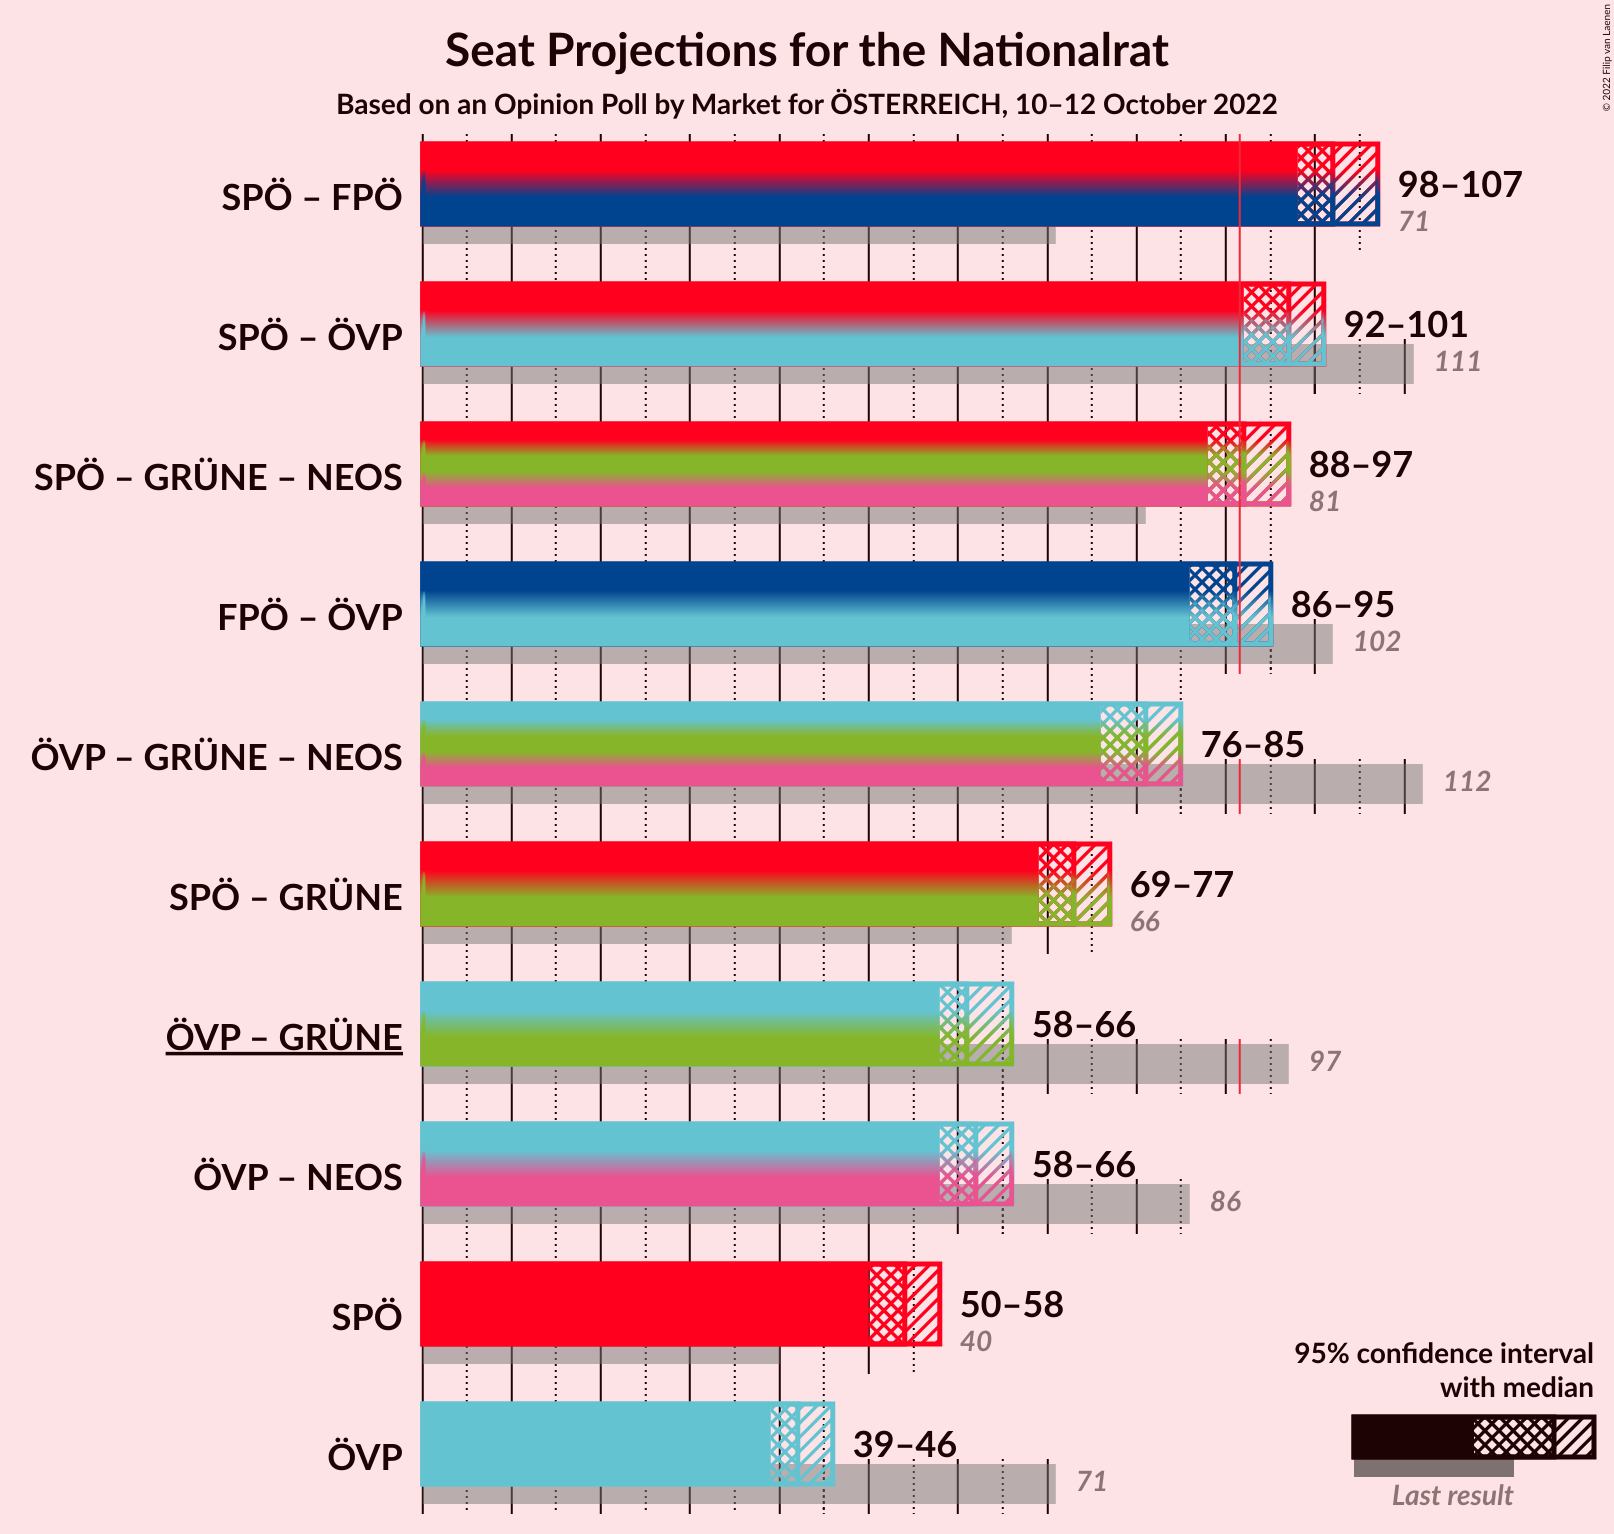 Seat Projections for the Nationalrat
Based on an Opinion Poll by Market for ÖSTERREICH, 10–12 October 2022
© 2022 Filip van Laenen
SPÖ – FPÖ
98–107
71
SPÖ – ÖVP
92–101
111
SPÖ – GRÜNE – NEOS
88–97
81
FPÖ – ÖVP
86–95
102
ÖVP – GRÜNE – NEOS
76–85
112
SPÖ – GRÜNE
69–77
66
ÖVP – GRÜNE
58–66
97
ÖVP – NEOS
58–66
86
SPÖ
50–58
40
ÖVP
39–46
71
95% confidence interval
with median
Last result